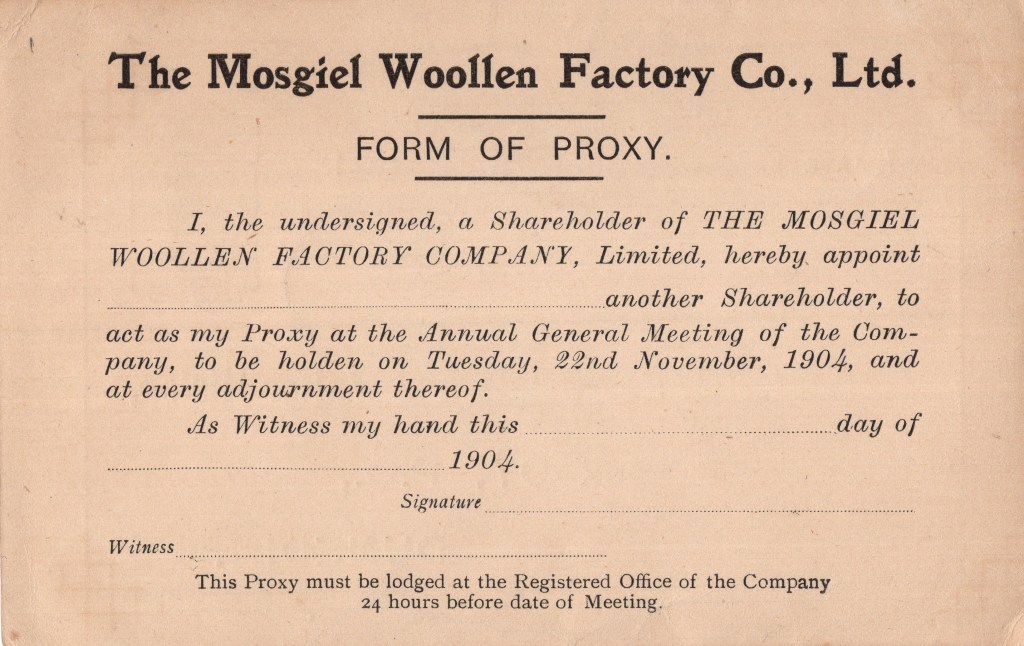 The Mosgiel Woollen Factory Co., Ltd.
FORM OF PROXY.
I, the undersigned, a Shareholder of THE MOSGIEL
WOOLLEN FACTORY COMPANY, Limited, hereby appoint
another Shareholder, to
act as my Proxy at the Annual General Meeting of the Com-
pany, to be holden on Tuesday, 22nd November, 1904, and
at every adjournment thereof.
As Witness my hand this day of
1904.
Signature
Witness
This Proxy must be lodged at the Registered Office of the Company
24 hours before date of Meeting.